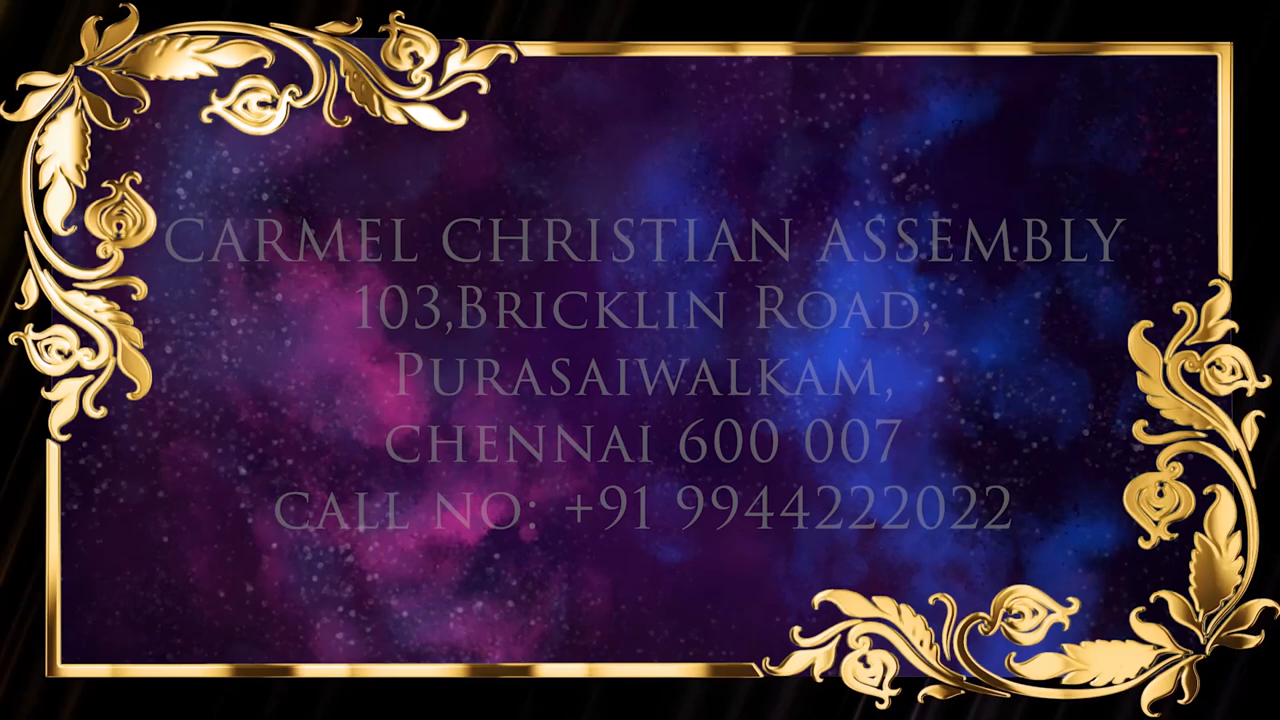 CARMEL CHRISTIAN ASSEMBLY
103,Bricklin Road,
Purasaiwalkam,
chennai 600 007
call no: +91 9944222022